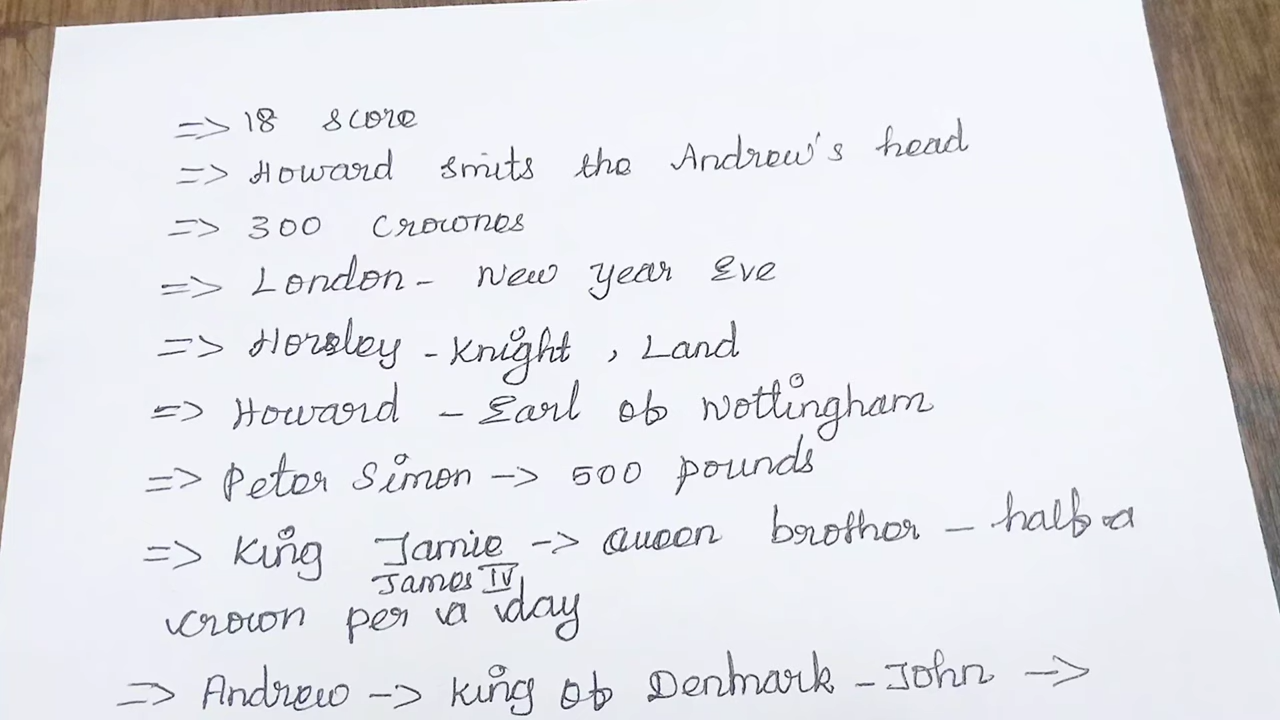 => 18 score
=> Howard smits the Andrew's head
=> 300 Crownes
=> London - New year Eve
=> Horsley - Knight , Land
=> Howard - Earl of Nottingham
=> Peter Simon -> 500 pounds
=> King Jamie -> Queen brother - half a
James IV
crown per a day
=> Andrew -> King of Denmark - John ->